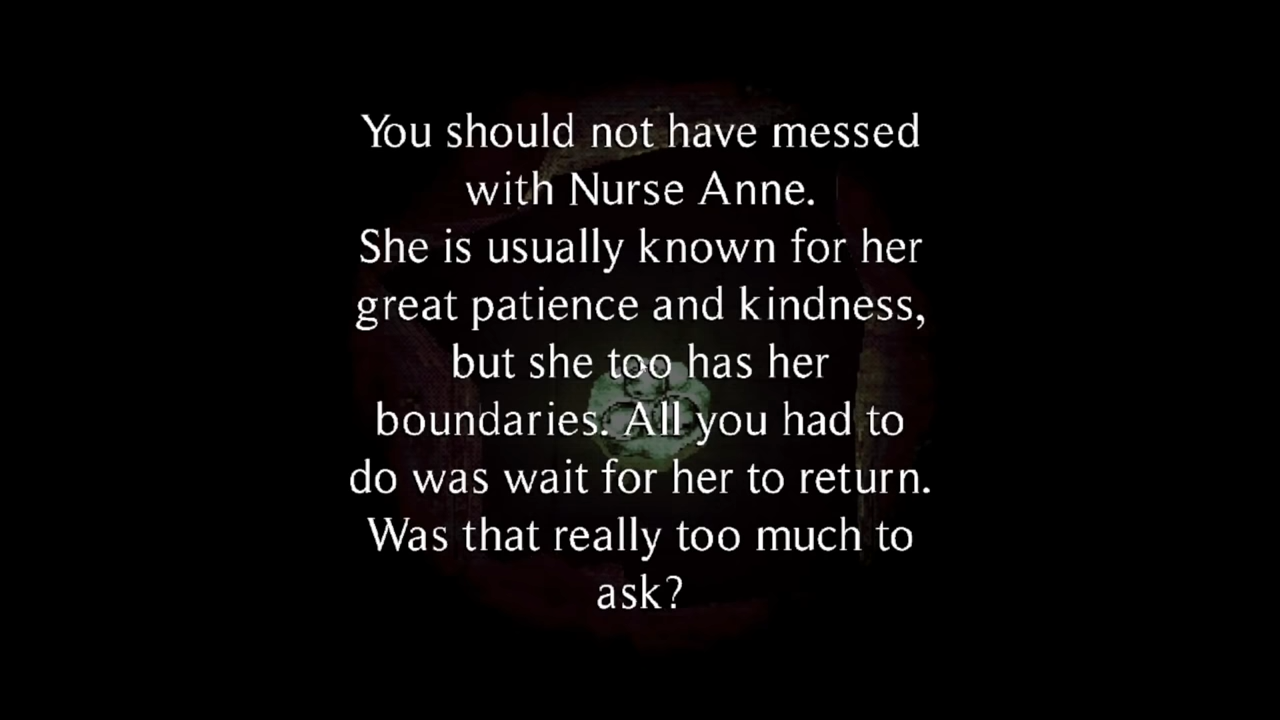 You should not have messed
with Nurse Anne.
She is usually known for her
great patience and kindness,
but she too has her
boundaries. All you had to
do was wait for her to return.
Was that really too much to
ask?